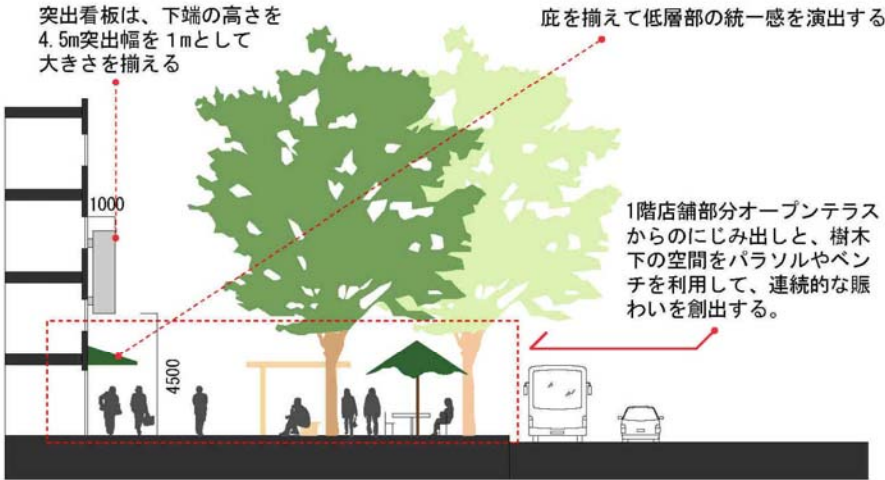 突出看板は、下端の高さを
4.5m突出幅を1mとして
大きさを揃える
庇を揃えて低層部の統一感を演出する
1000
1階店舗部分オープンテラス
からのにじみ出しと、樹木
下の空間をパラソルやベン
チを利用して、連続的な賑
わいを創出する。
4500